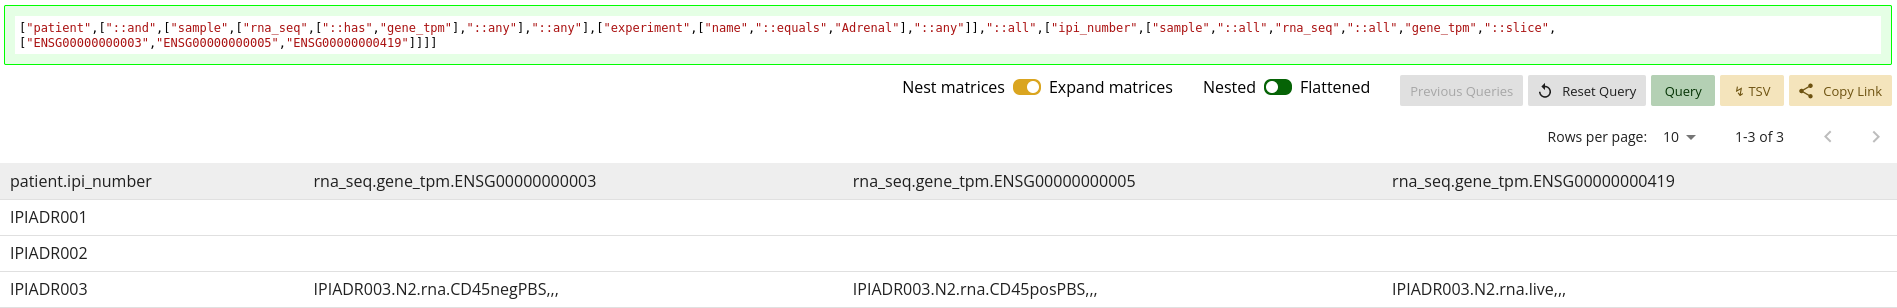 ["patient",["::and",["sample",["rna_seq",["::has","gene_tpm"],"::any"],"::any"],["experiment",["name","::equals","Adrenal"],"::any"]],"::all",["ipi_number",["sample","::all","rna_seq","::all","gene_tpm","::slice",
["ENSG00000000003","ENSG00000000005","ENSG00000000419"]]]]
Nest matrices Expand matrices Nested Flattened Previous Queries Reset Query Query ↯ TSV Copy Link
Rows per page: 10 1-3 of 3
patient.ipi_number rna_seq.gene_tpm.ENSG00000000003 rna_seq.gene_tpm.ENSG00000000005 rna_seq.gene_tpm.ENSG00000000419
IPIADR001
IPIADR002
IPIADR003 IPIADR003.N2.rna.CD45negPBS,,, IPIADR003.N2.rna.CD45posPBS,,, IPIADR003.N2.rna.live,,,